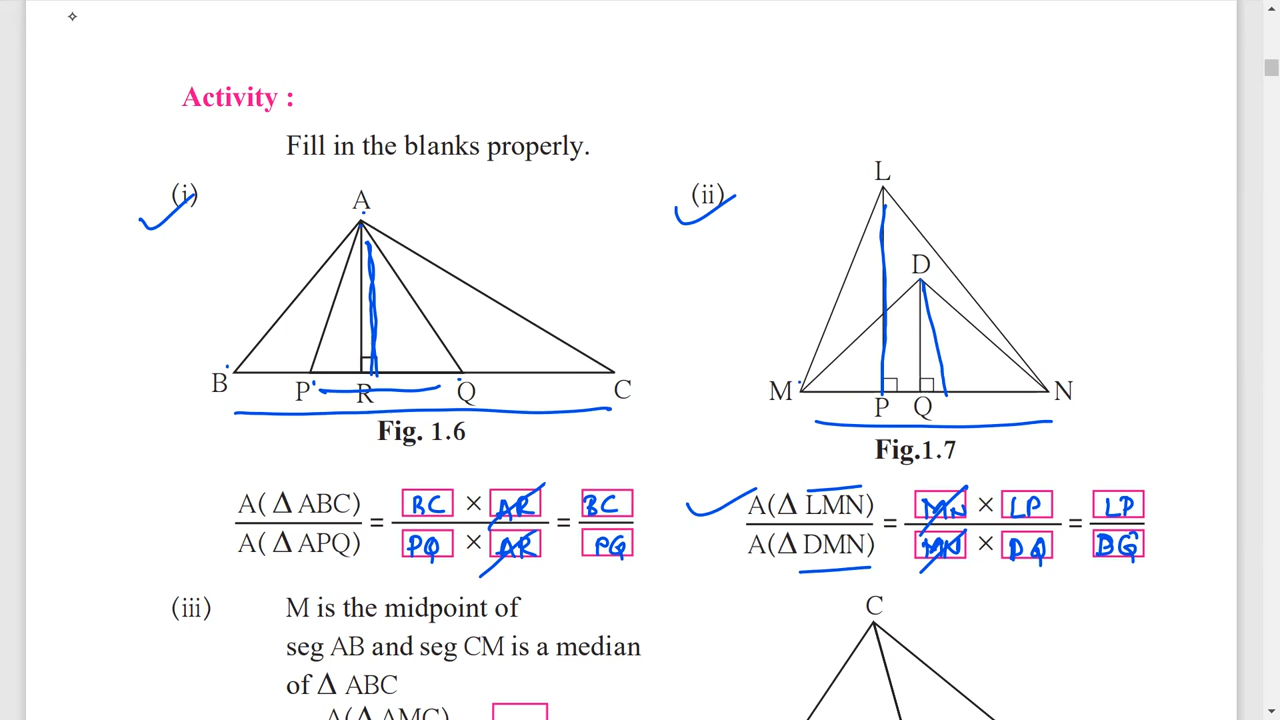 Activity :
Fill in the blanks properly.
(i)
A
B P R Q C
Fig. 1.6
A(Δ ABC) = BC × AR = BC
A(Δ APQ) PQ × AR PQ
(ii)
L
D
M P Q N
Fig.1.7
A(Δ LMN) = MN × LP = LP
A(Δ DMN) MN × DQ DQ
(iii) M is the midpoint of
seg AB and seg CM is a median
of Δ ABC
A(Δ AMC)
C